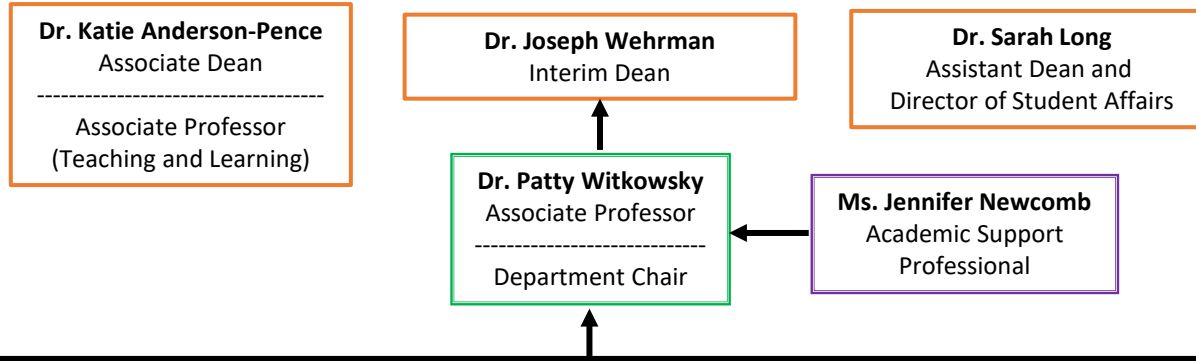 Dr. Katie Anderson-Pence
Associate Dean
------------------------------------
Associate Professor
(Teaching and Learning)
Dr. Joseph Wehrman
Interim Dean
Dr. Sarah Long
Assistant Dean and
Director of Student Affairs
Dr. Patty Witkowsky
Associate Professor
-----------------------------
Department Chair
Ms. Jennifer Newcomb
Academic Support
Professional